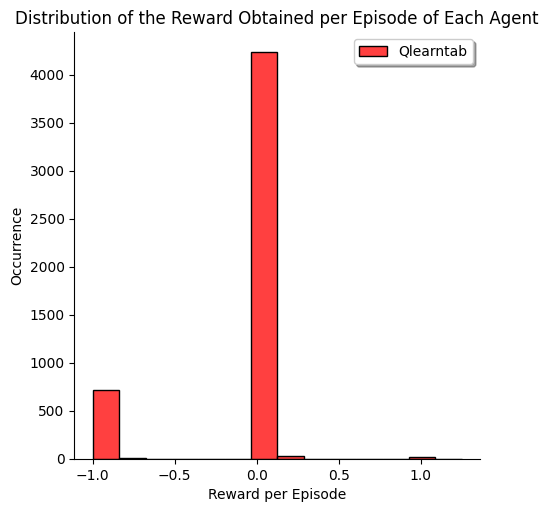 Distribution of the Reward Obtained per Episode of Each Agent
Qlearntab
4000
3500
3000
2500
2000
1500
1000
500
0
Occurrence
−1.0 −0.5 0.0 0.5 1.0
Reward per Episode